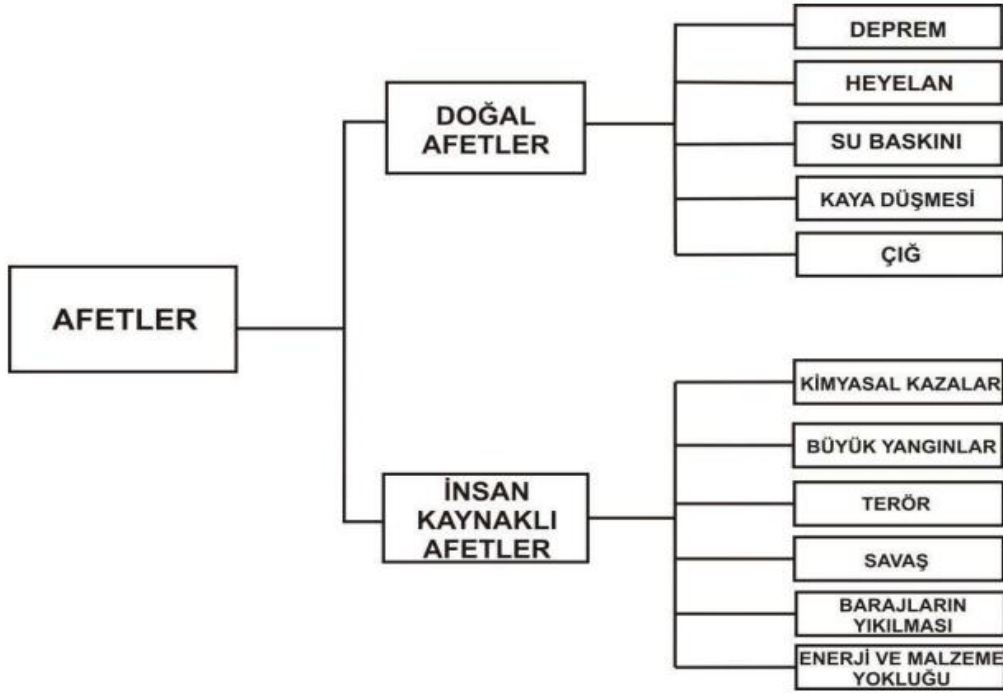 AFETLER
DOĞAL
AFETLER
DEPREM
HEYELAN
SU BASKINI
KAYA DÜŞMESİ
ÇIĞ
İNSAN
KAYNAKLI
AFETLER
KİMYASAL KAZALAR
BÜYÜK YANGINLAR
TERÖR
SAVAŞ
BARAJLARIN
YIKILMASI
ENERJİ VE MALZEME
YOKLUĞU